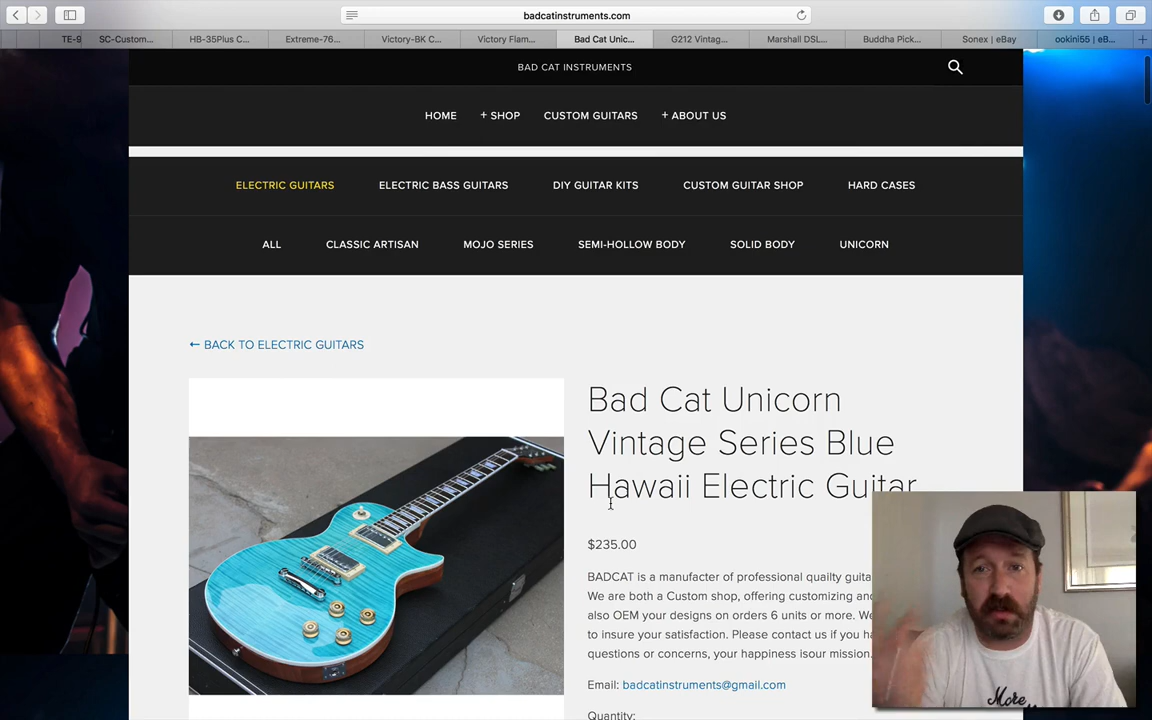 badcatinstruments.com
TE-9
SC-Custom...
HB-35Plus C...
Extreme-76...
Victory-BK C...
Victory Flam...
Bad Cat Unic...
G212 Vintag...
Marshall DSL...
Buddha Pick...
Sonex | eBay
ookini55 | eB...
BAD CAT INSTRUMENTS
HOME + SHOP CUSTOM GUITARS + ABOUT US
ELECTRIC GUITARS ELECTRIC BASS GUITARS DIY GUITAR KITS CUSTOM GUITAR SHOP HARD CASES
ALL CLASSIC ARTISAN MOJO SERIES SEMI-HOLLOW BODY SOLID BODY UNICORN
← BACK TO ELECTRIC GUITARS
Bad Cat Unicorn
Vintage Series Blue
Hawaii Electric Guitar
$235.00
BADCAT is a manufacter of professional quailty guita
We are both a Custom shop, offering customizing and
also OEM your designs on orders 6 units or more. We
to insure your satisfaction. Please contact us if you ha
questions or concerns, your happiness isour mission.
Email: badcatinstruments@gmail.com
Quantity:
More